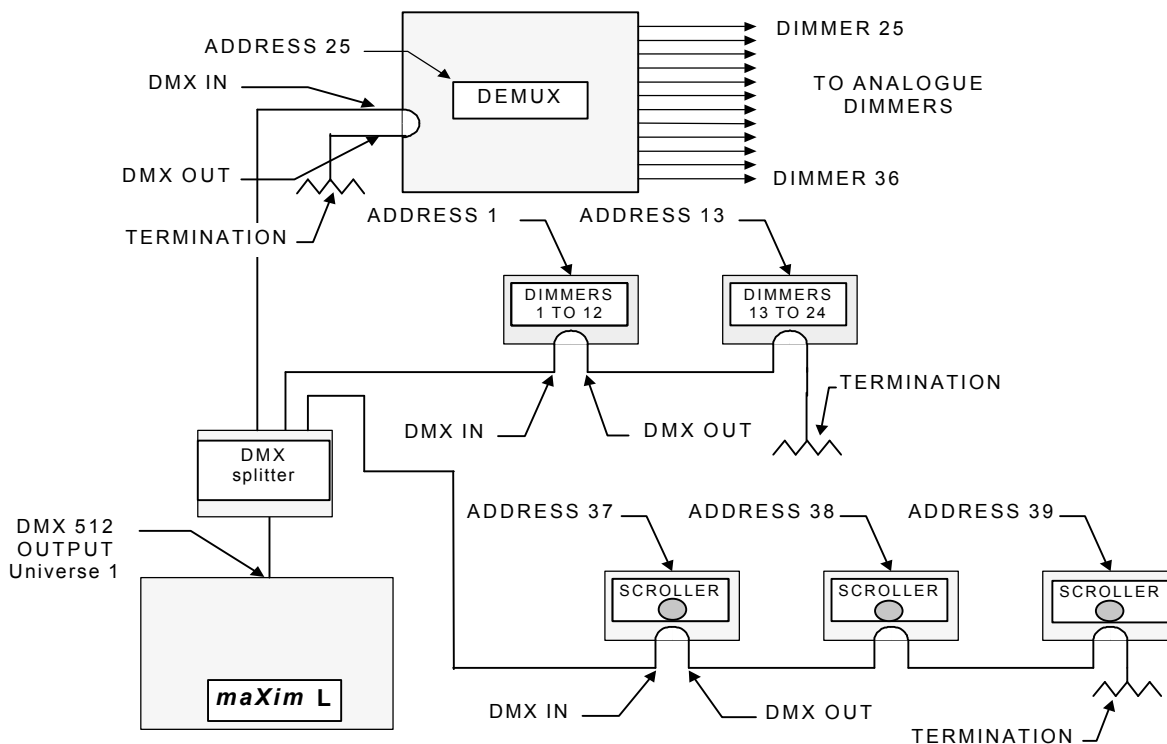 ADDRESS 25
DMX IN
DEMUX
DIMMER 25
TO ANALOGUE
DIMMERS
DMX OUT
DIMMER 36
TERMINATION
ADDRESS 1
ADDRESS 13
DIMMERS
1 TO 12
DIMMERS
13 TO 24
TERMINATION
DMX IN
DMX OUT
DMX
splitter
DMX 512
OUTPUT
Universe 1
ADDRESS 37
ADDRESS 38
ADDRESS 39
SCROLLER
SCROLLER
SCROLLER
maXim L
DMX IN
DMX OUT
TERMINATION